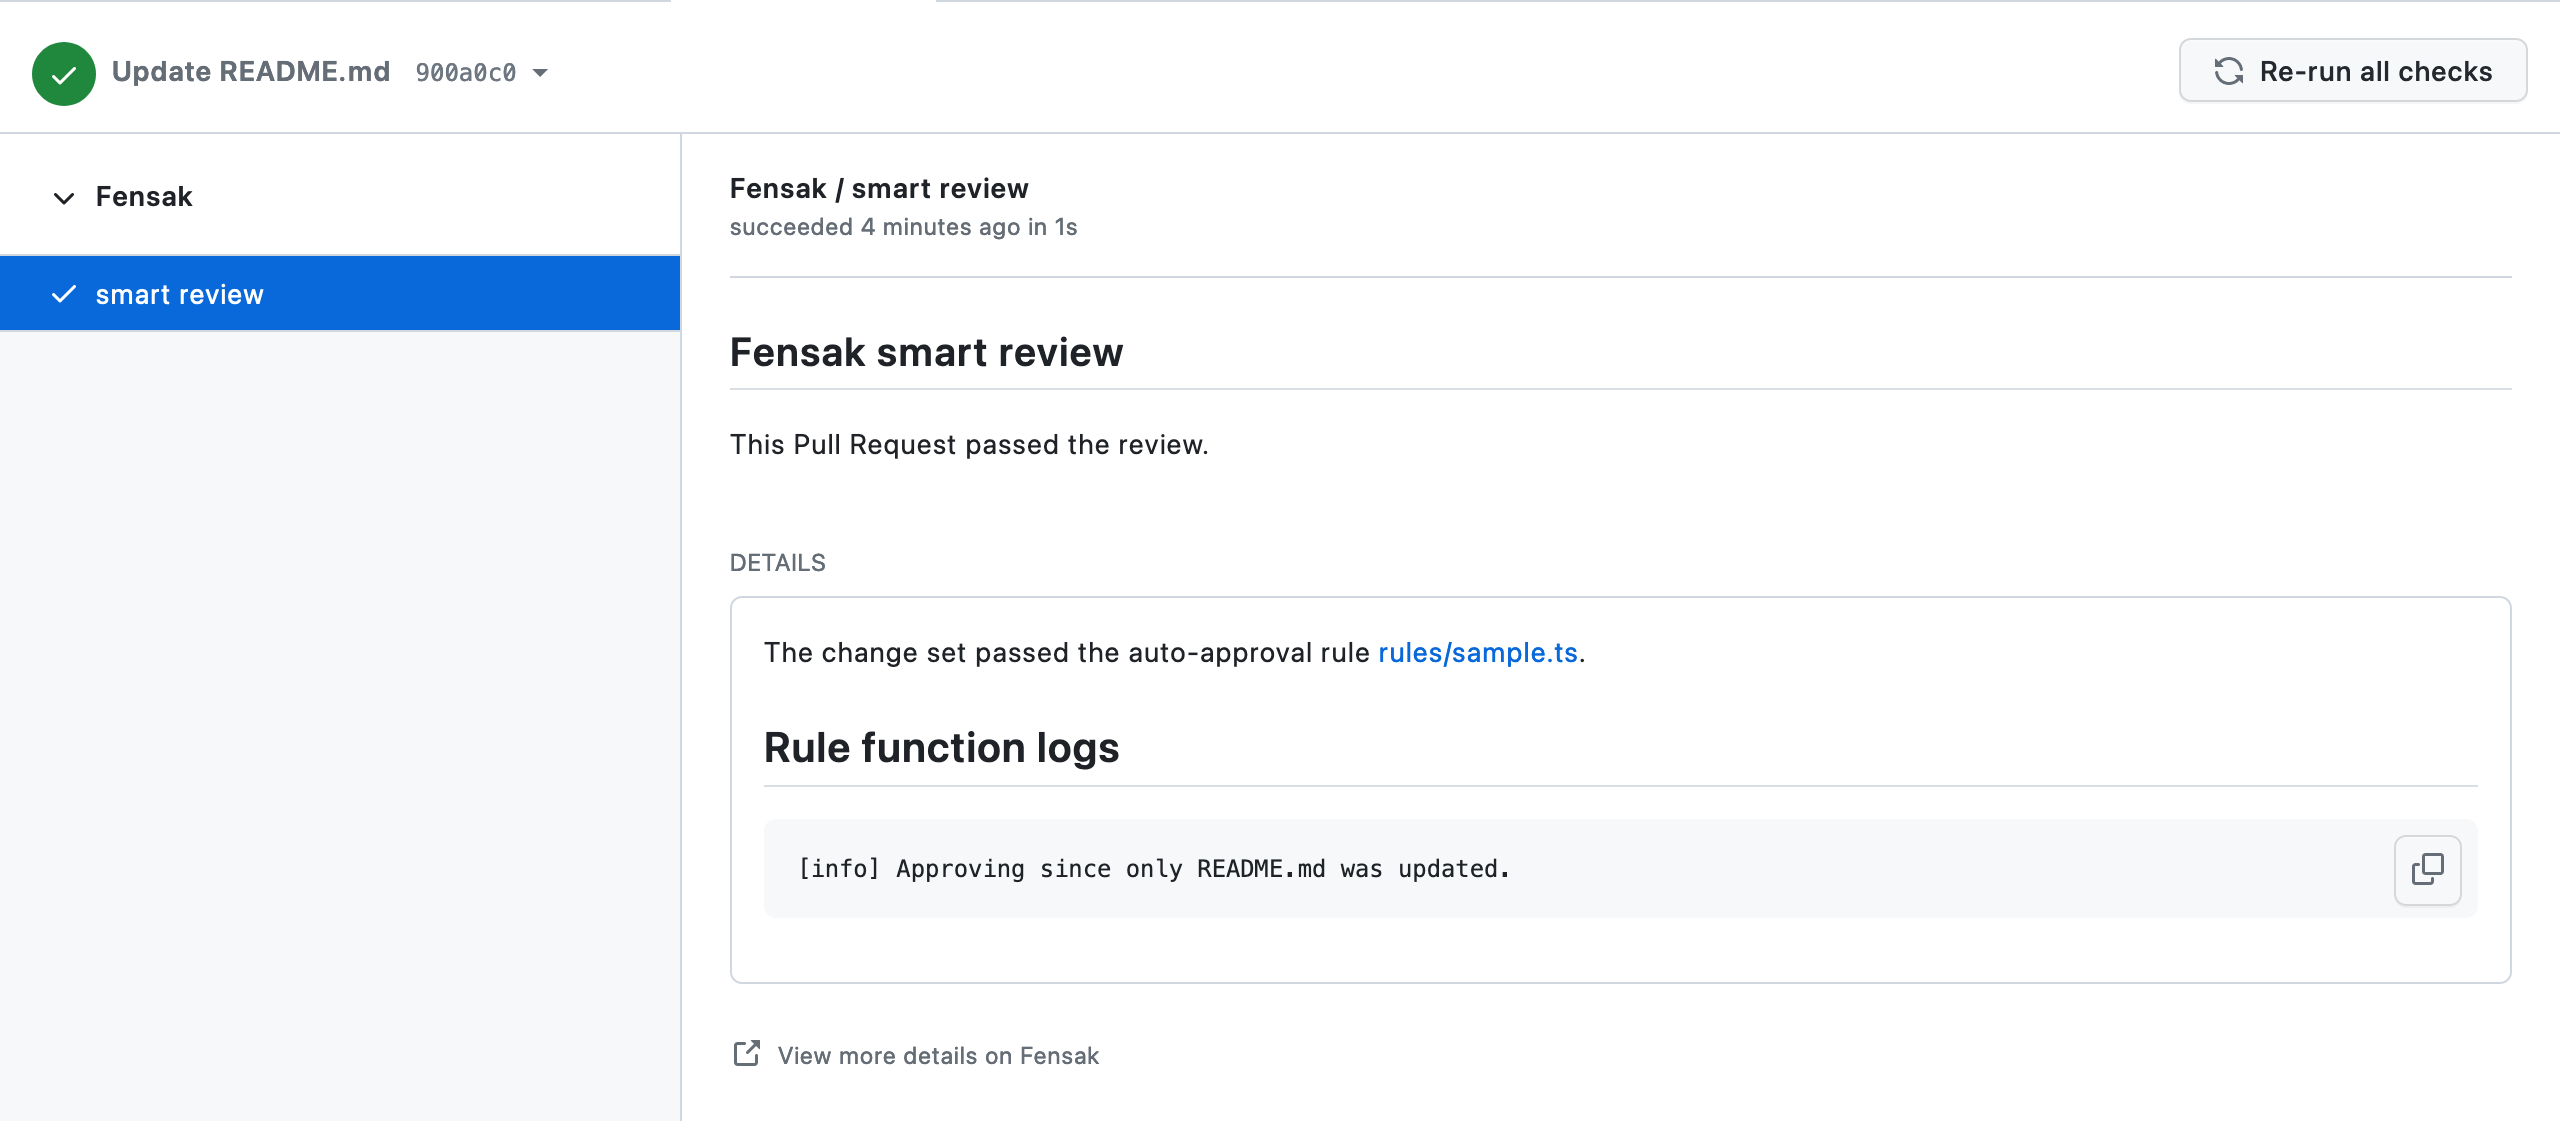 Update README.md 900a0c0
Re-run all checks
Fensak
smart review
Fensak / smart review
succeeded 4 minutes ago in 1s
Fensak smart review
This Pull Request passed the review.
DETAILS
The change set passed the auto-approval rule rules/sample.ts.
Rule function logs
[info] Approving since only README.md was updated.
View more details on Fensak